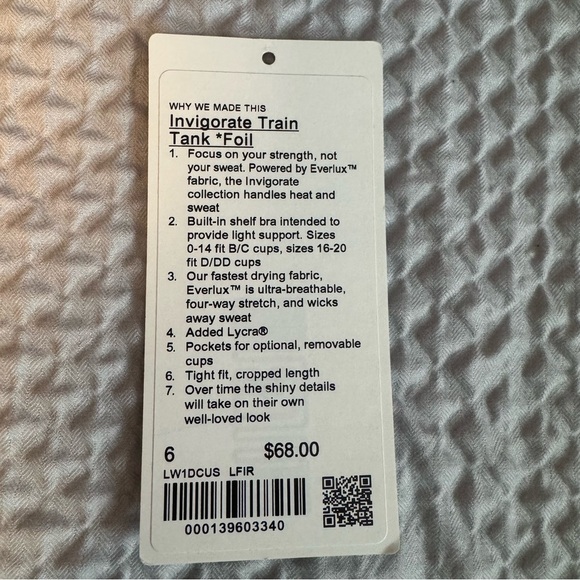 WHY WE MADE THIS
Invigorate Train
Tank *Foil
1. Focus on your strength, not
your sweat. Powered by Everlux™
fabric, the Invigorate
collection handles heat and
sweat
2. Built-in shelf bra intended to
provide light support. Sizes
0-14 fit B/C cups, sizes 16-20
fit D/DD cups
3. Our fastest drying fabric,
Everlux™ is ultra-breathable,
four-way stretch, and wicks
away sweat
4. Added Lycra®
5. Pockets for optional, removable
cups
6. Tight fit, cropped length
7. Over time the shiny details
will take on their own
well-loved look
6 $68.00
LW1DCUS LFIR
000139603340